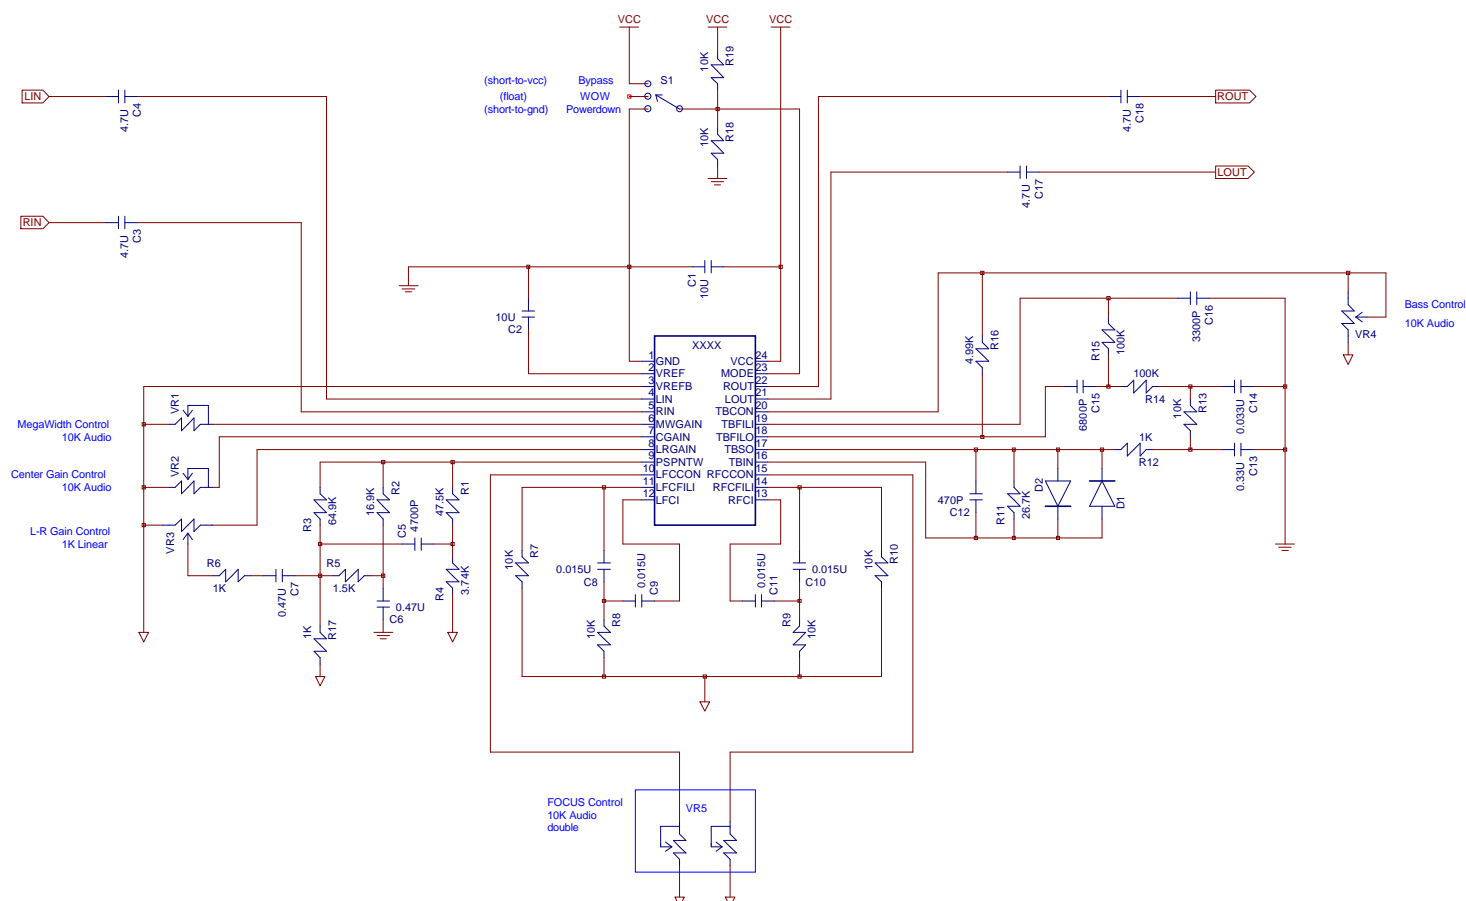 VCC
VCC
VCC
10K
R19
(short-to-vcc) Bypass S1
(float) WOW
(short-to-gnd) Powerdown
10K
R18
LIN
4.7U
C4
4.7U
C18
ROUT
4.7U
C17
LOUT
RIN
4.7U
C3
C1
10U
10U
C2
4.99K
R16
R15
100K
3300P
C16
VR4
Bass Control
10K Audio
XXXX
1 GND
2 VREF
3 VREFB
4 LIN
5 RIN
6 MWGAIN
7 CGAIN
8 LRGAIN
9 PSPNTW
10 LFCCON
11 LFCFILI
12 LFCI
VCC 24
MODE 23
ROUT 22
LOUT 21
TBCON 20
TBFILI 19
TBFILO 18
TBSO 17
TBIN 16
RFCCON 15
RFCFILI 14
RFCI 13
6800P
C15
100K
R14
10K
R13
0.033U
C14
1K
R12
0.33U
C13
470P
C12
R11
26.7K
D2
D1
MegaWidth Control
10K Audio
VR1
Center Gain Control
10K Audio
VR2
L-R Gain Control
1K Linear
VR3
R3
64.9K
16.9K
R2
C5
4700P
47.5K
R1
R6
1K
0.47U
C7
R5
1.5K
R4
3.74K
0.47U
C6
1K
R17
10K
R7
0.015U
C8
0.015U
C9
10K
R8
0.015U
C11
0.015U
C10
10K
R10
R9
10K
FOCUS Control
10K Audio
double
VR5